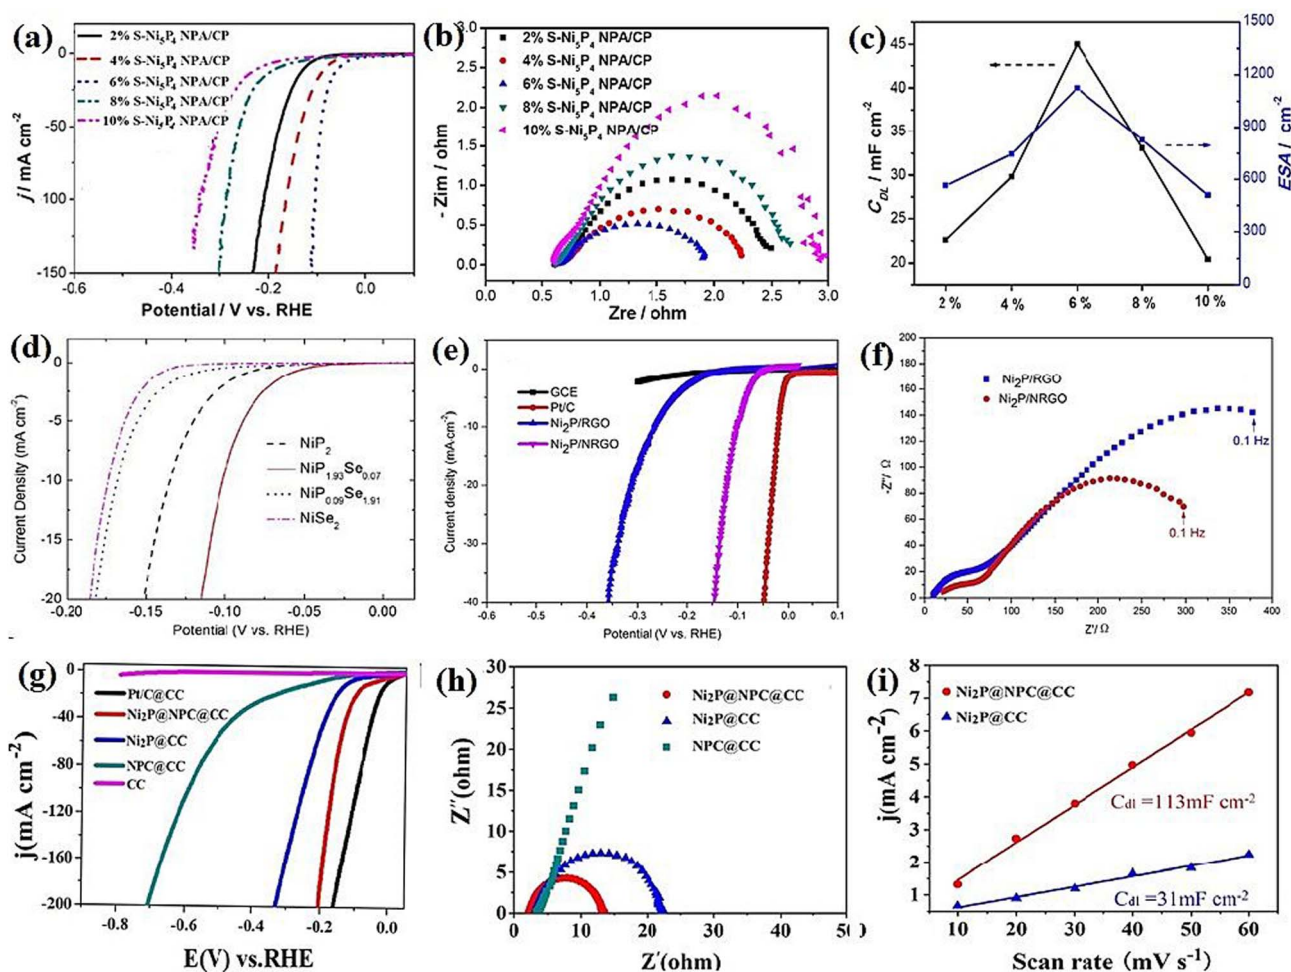 (a)
2% S-Ni₅P₄ NPA/CP
4% S-Ni₅P₄ NPA/CP
6% S-Ni₅P₄ NPA/CP
8% S-Ni₅P₄ NPA/CP
10% S-Ni₅P₄ NPA/CP
j / mA cm⁻²
0
-50
-100
-150
-0.6 -0.4 -0.2 0.0
Potential / V vs. RHE
(b)
2% S-Ni₅P₄ NPA/CP
4% S-Ni₅P₄ NPA/CP
6% S-Ni₅P₄ NPA/CP
8% S-Ni₅P₄ NPA/CP
10% S-Ni₅P₄ NPA/CP
- Zim / ohm
3.0
2.5
2.0
1.5
1.0
0.5
0.0
0.0 0.5 1.0 1.5 2.0 2.5 3.0
Zre / ohm
(c)
C_DL / mF cm⁻²
45
40
35
30
25
20
1500
1200
900
600
300
0
ESA / cm⁻²
2 % 4 % 6 % 8 % 10 %
(d)
Current Density (mA cm⁻²)
0
-5
-10
-15
-20
NiP₂
NiP₁.₉₃Se₀.₀₇
NiP₀.₀₉Se₁.₉₁
NiSe₂
-0.20 -0.15 -0.10 -0.05 0.00
Potential (V vs. RHE)
(e)
GCE
Pt/C
Ni₂P/RGO
Ni₂P/NRGO
Current density (mA·cm⁻²)
0
-10
-20
-30
-40
-0.6 -0.5 -0.4 -0.3 -0.2 -0.1 0.0 0.1
Potential (V vs. RHE)
(f)
Ni₂P/RGO
Ni₂P/NRGO
-Z''/ Ω
200
180
160
140
120
100
80
60
40
20
0
0.1 Hz
0.1 Hz
0 50 100 150 200 250 300 350 400
Z'/ Ω
(g)
Pt/C@CC
Ni₂P@NPC@CC
Ni₂P@CC
NPC@CC
CC
j(mA cm⁻²)
0
-40
-80
-120
-160
-200
-0.8 -0.6 -0.4 -0.2 0.0
E(V) vs.RHE
(h)
Ni₂P@NPC@CC
Ni₂P@CC
NPC@CC
Z''(ohm)
30
25
20
15
10
5
0
0 10 20 30 40 50
Z'(ohm)
(i)
Ni₂P@NPC@CC
Ni₂P@CC
j(mA cm⁻²)
8
7
6
5
4
3
2
1
Cdl =113mF cm⁻²
Cdl =31mF cm⁻²
10 20 30 40 50 60
Scan rate (mV s⁻¹)